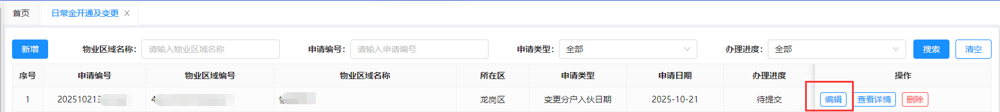 首页 日常金开通及变更
新增 物业区域名称: 请输入物业区域名称 申请编号: 请输入申请编号 申请类型: 全部 办理进度: 全部 搜索 清空
序号 申请编号 物业区域编号 物业区域名称 所在区 申请类型 申请日期 办理进度 操作
1 202510213 4 龙岗区 变更分户入伙日期 2025-10-21 待提交 编辑 查看详情 删除